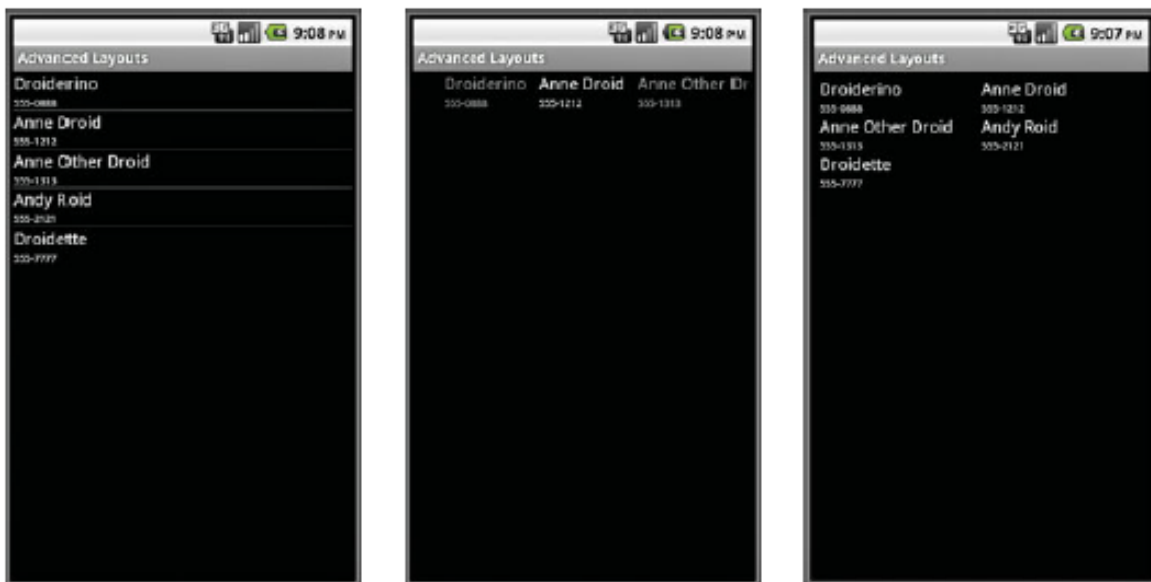 9:08 PM
Advanced Layouts
Droiderino
555-0888
Anne Droid
555-1212
Anne Other Droid
555-1313
Andy Roid
555-2121
Droidette
555-7777
9:08 PM
Advanced Layouts
Droiderino Anne Droid Anne Other Dr
555-0888 555-1212 555-1313
9:07 PM
Advanced Layouts
Droiderino Anne Droid
555-0888 555-1212
Anne Other Droid Andy Roid
555-1313 555-2121
Droidette
555-7777